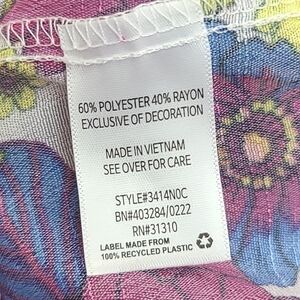 60% POLYESTER 40% RAYON
EXCLUSIVE OF DECORATION
MADE IN VIETNAM
SEE OVER FOR CARE
STYLE#3414N0C
BN#403284/0222
RN#31310
LABEL MADE FROM
100% RECYCLED PLASTIC